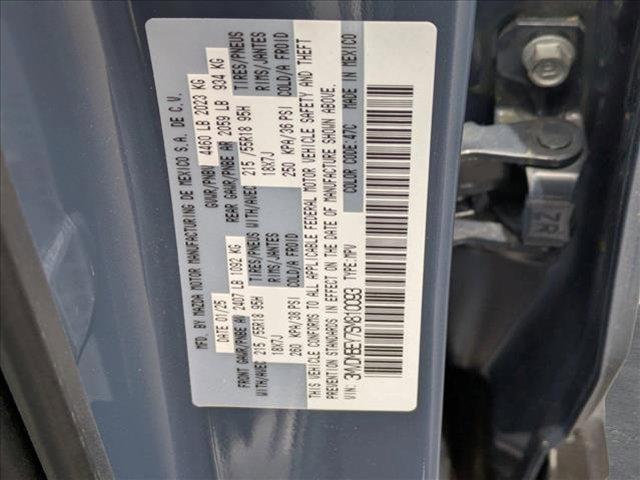 MFD. BY MAZDA MOTOR MANUFACTURING DE MEXICO S.A. DE C.V.
DATE 01/25 GVWR/PNBV 4460 LB 2023 KG
FRONT GAWR/PNBE AV 2407 LB 1092 KG REAR GAWR/PNBE AR 2059 LB 934 KG
WITH/AVEC TIRES/PNEUS WITH/AVEC TIRES/PNEUS
215/55R18 95H RIMS/JANTES 215/55R18 95H RIMS/JANTES
18X7J COLD/A FROID 18X7J COLD/A FROID
260 KPA/38 PSI 250 KPA/36 PSI
THIS VEHICLE CONFORMS TO ALL APPLICABLE FEDERAL MOTOR VEHICLE SAFETY AND THEFT
PREVENTION STANDARDS IN EFFECT ON THE DATE OF MANUFACTURE SHOWN ABOVE.
VIN: TYPE:MPV COLOR CODE:47C MADE IN MEXICO
ZR